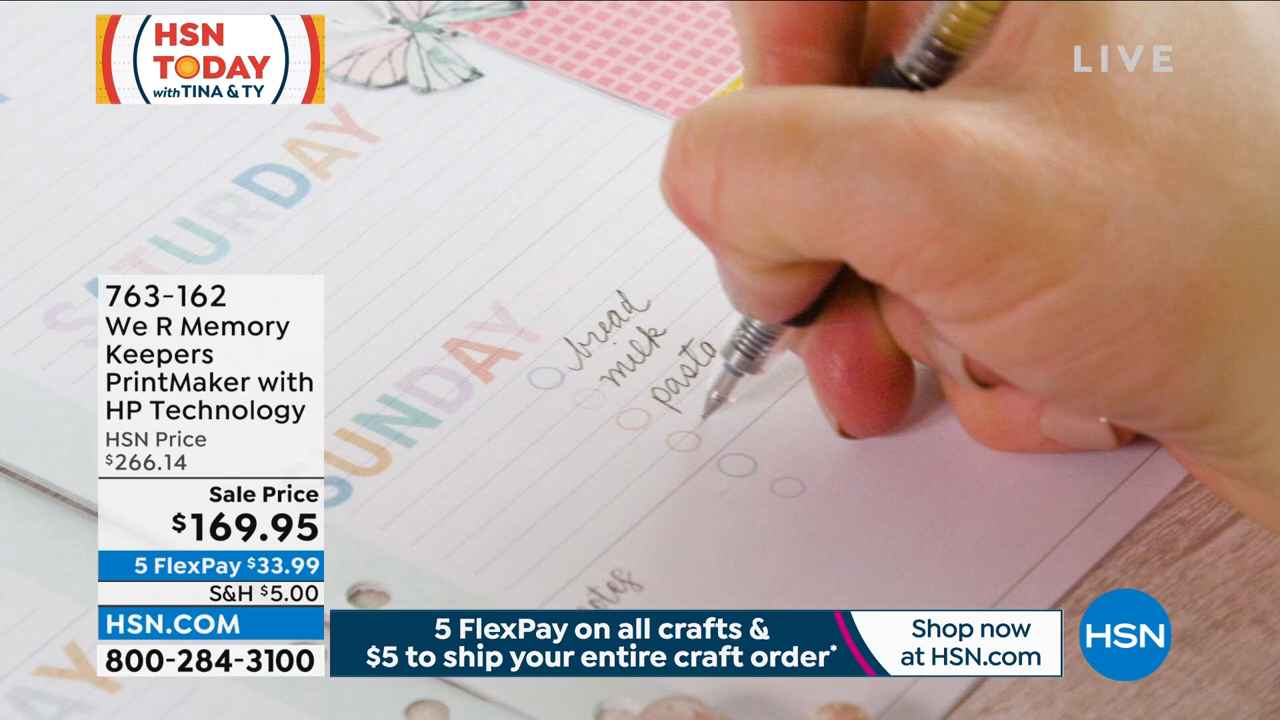 HSN
TODAY
with TINA & TY
LIVE
SATURDAY
SUNDAY
bread
milk
pasta
763-162
We R Memory
Keepers
PrintMaker with
HP Technology
HSN Price
$266.14
Sale Price
$169.95
5 FlexPay $33.99
S&H $5.00
HSN.COM
800-284-3100
5 FlexPay on all crafts &
$5 to ship your entire craft order*
Shop now
at HSN.com
HSN